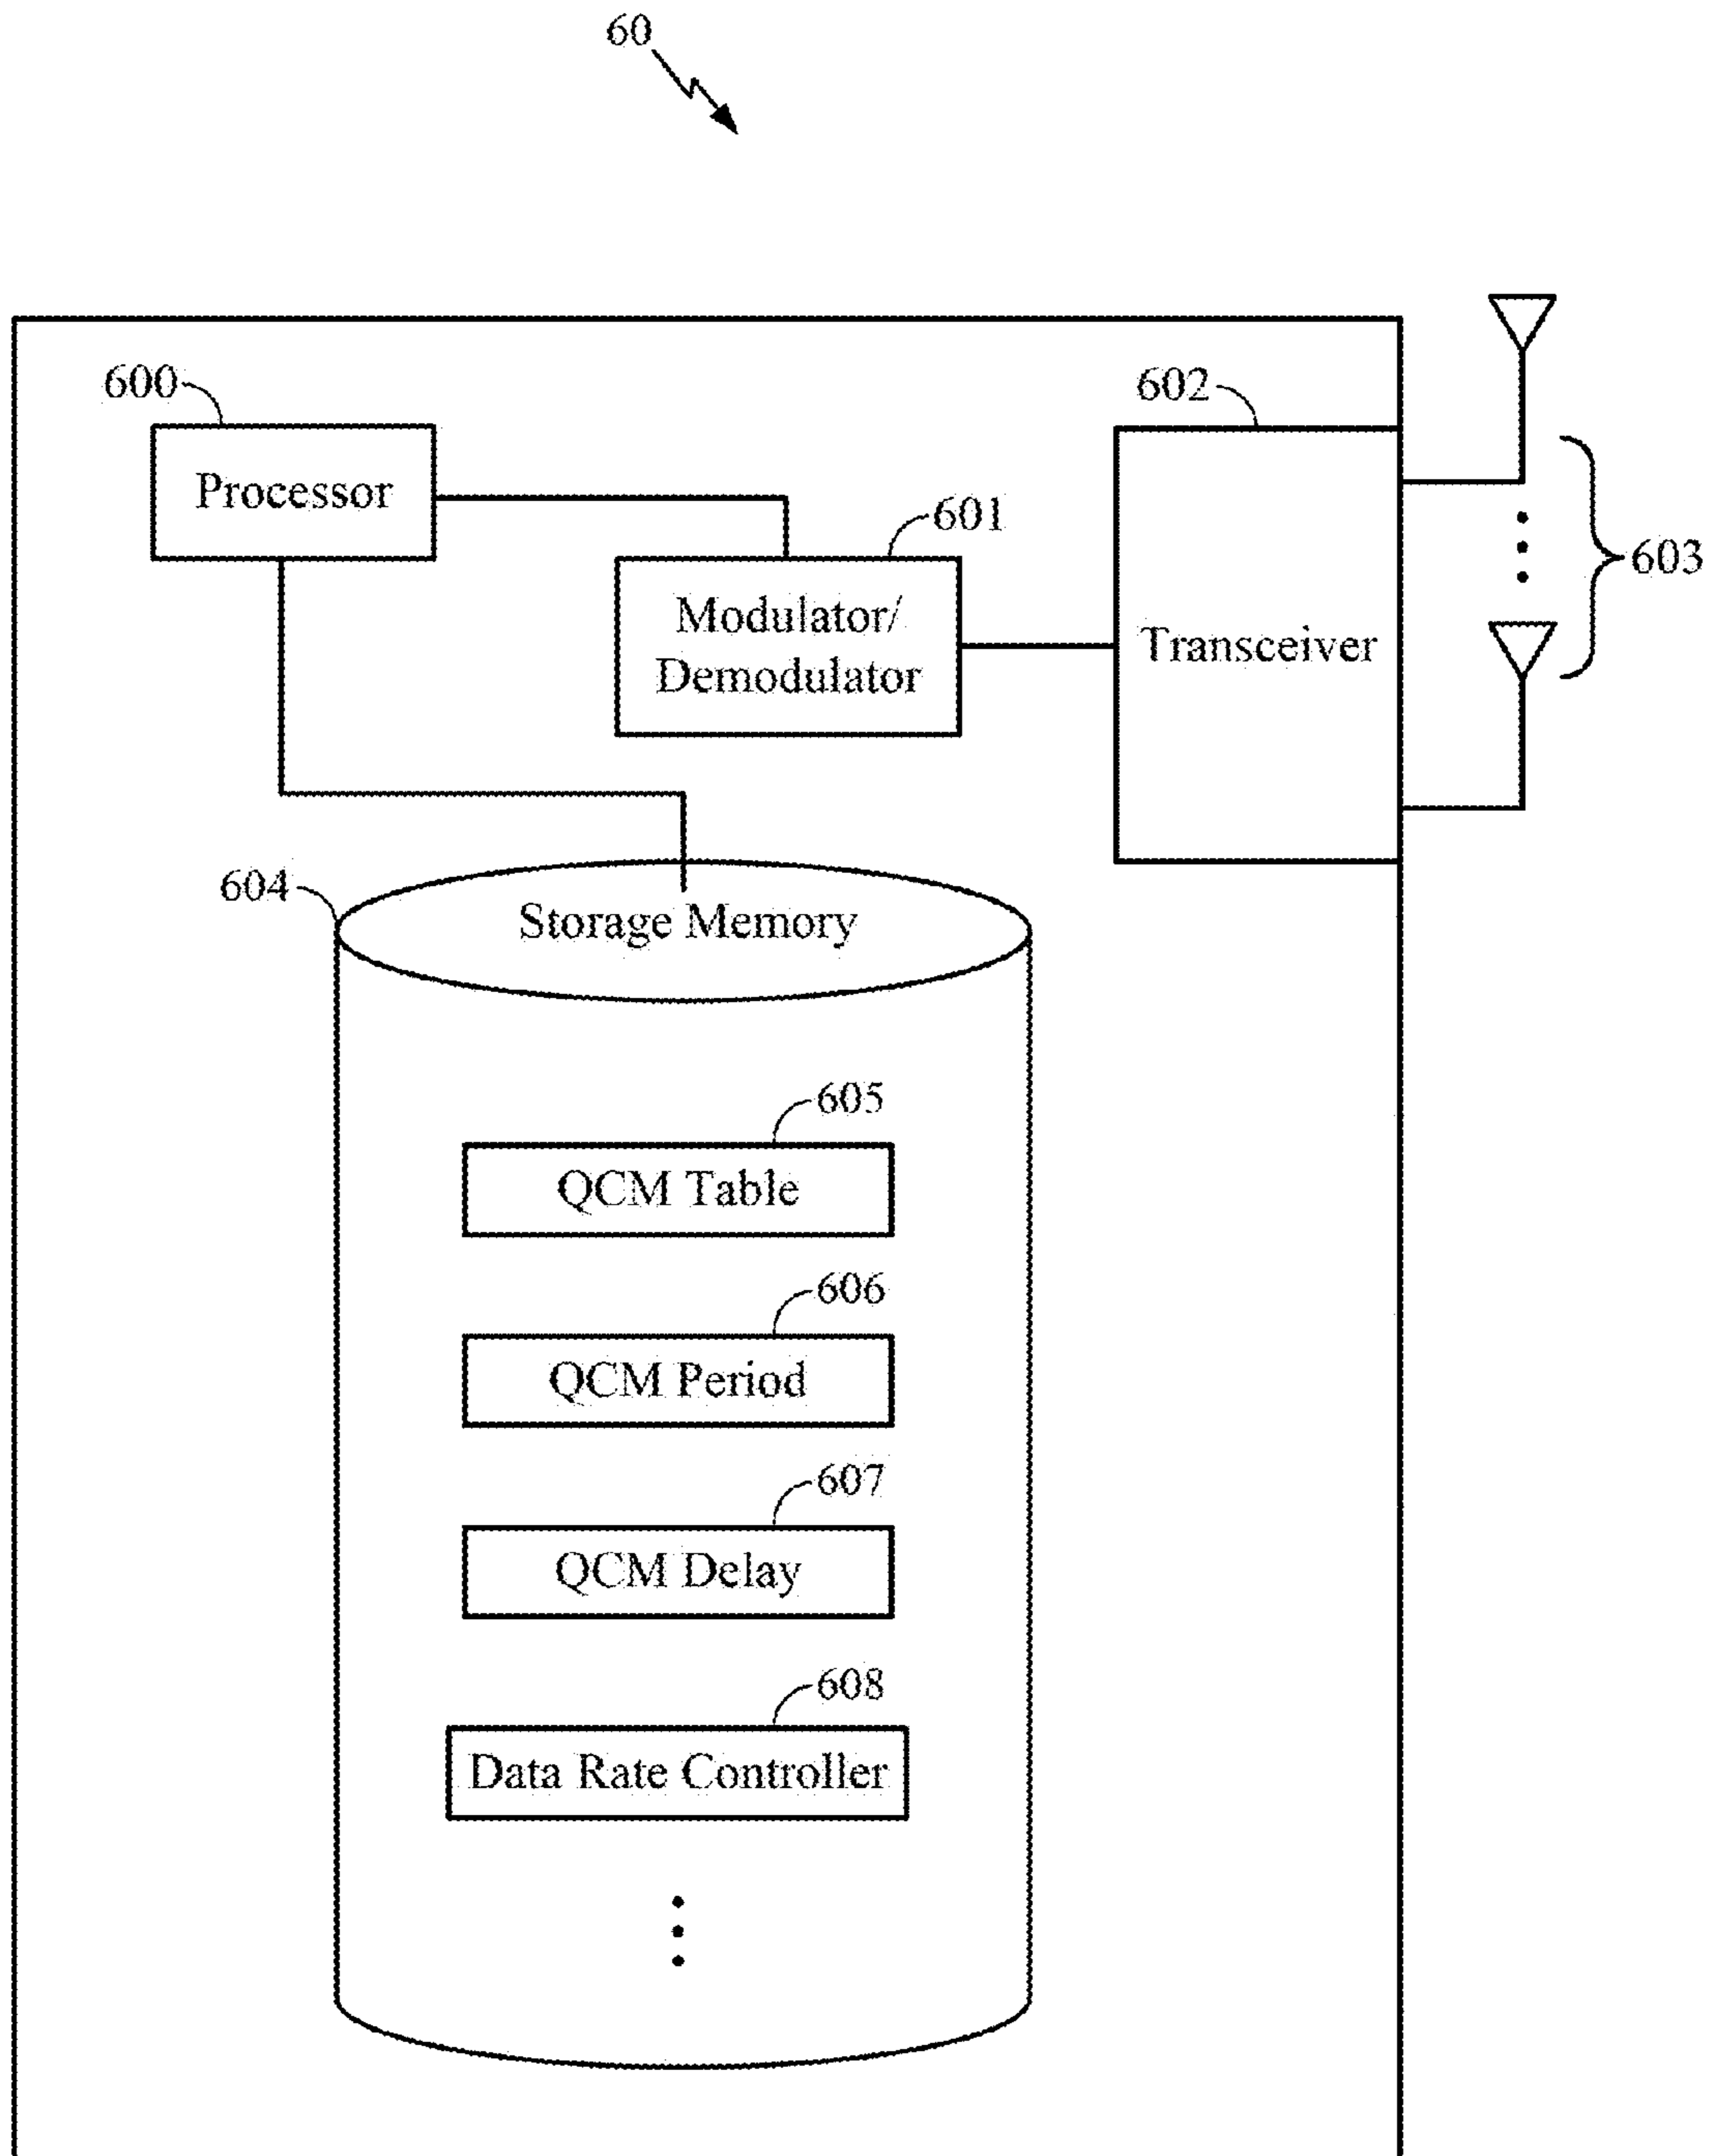 60
600
602
Processor
601
603
Modulator/
Demodulator
Transceiver
604
Storage Memory
605
QCM Table
606
QCM Period
607
QCM Delay
608
Data Rate Controller